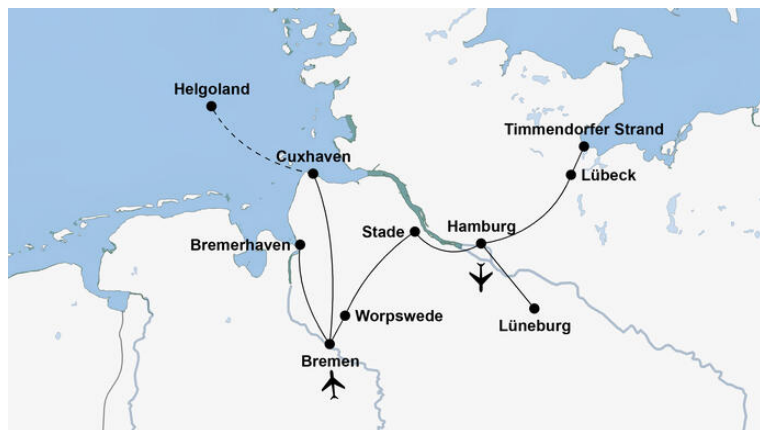 Helgoland
Timmendorfer Strand
Cuxhaven
Lübeck
Hamburg
Stade
Bremerhaven
Worpswede
Lüneburg
Bremen